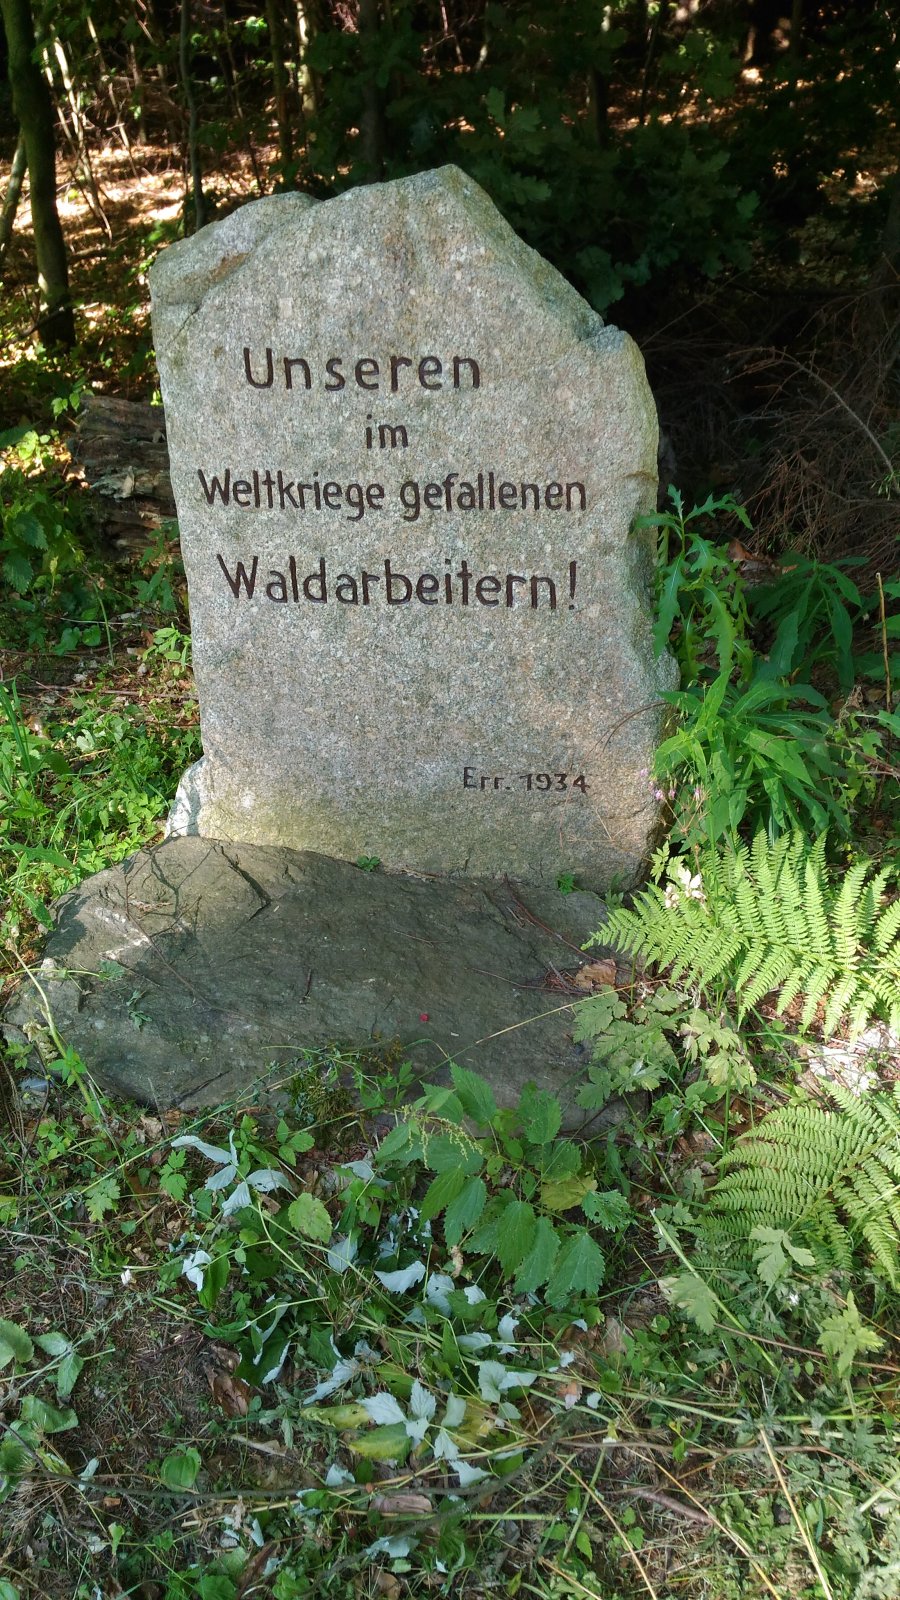 Unseren
im
Weltkriege gefallenen
Waldarbeitern!
Err. 1934